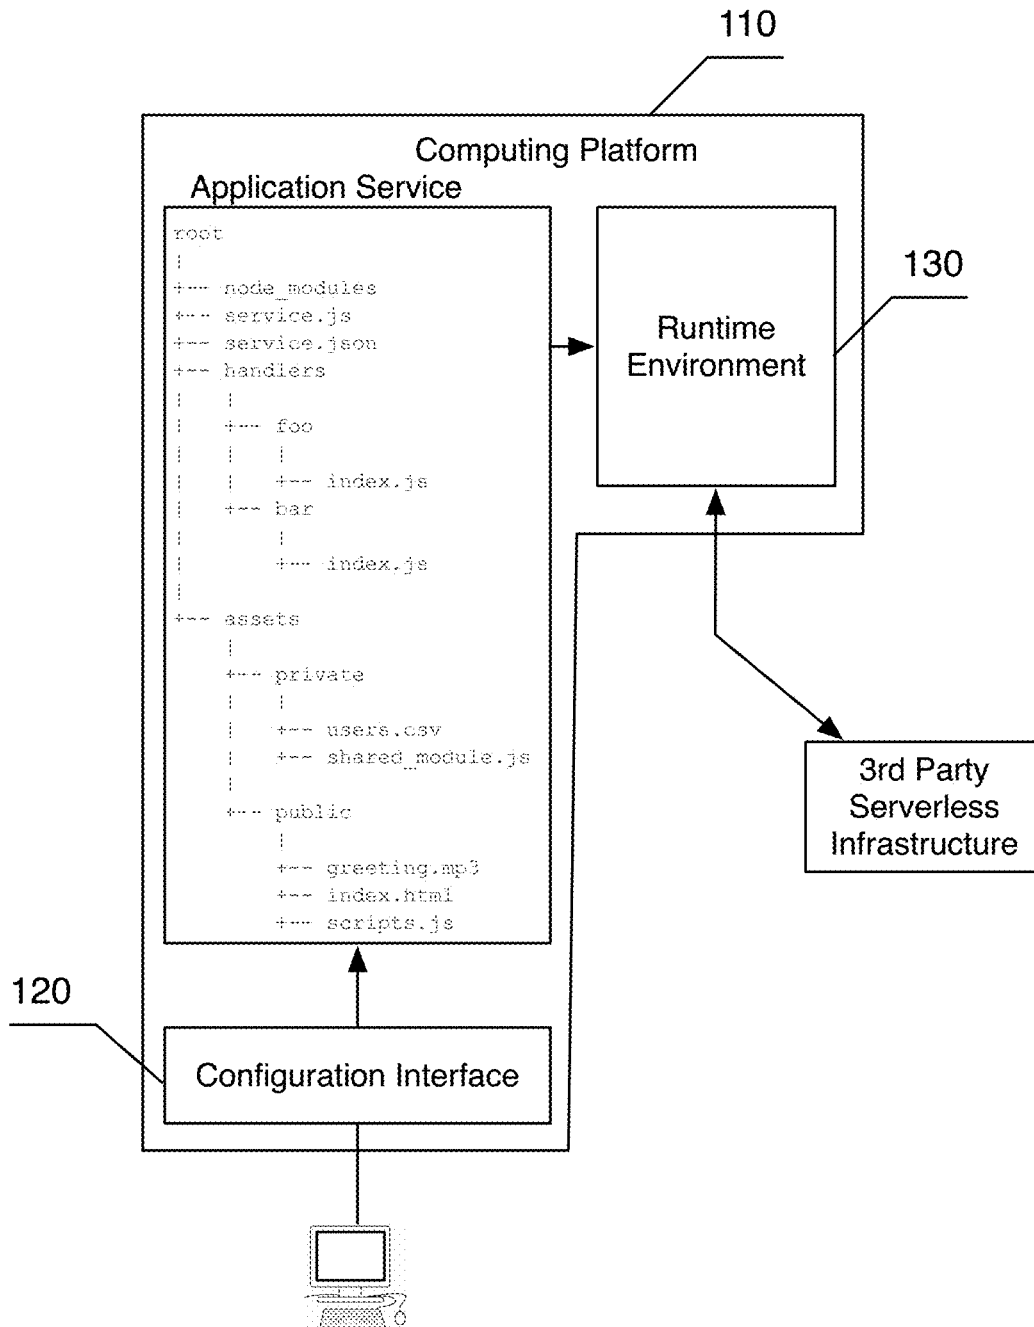 110
Computing Platform
Application Service
root
|
+-- node_modules
+-- service.js
+-- service.json
+-- handlers
|   |
|   +-- foo
|   |   |
|   |   +-- index.js
|   +-- bar
|       |
|       +-- index.js
|
+-- assets
    |
    +-- private
    |   |
    |   +-- users.csv
    |   +-- shared_module.js
    |
    +-- public
        |
        +-- greeting.mp3
        +-- index.html
        +-- scripts.js
Runtime
Environment
130
3rd Party
Serverless
Infrastructure
120
Configuration Interface